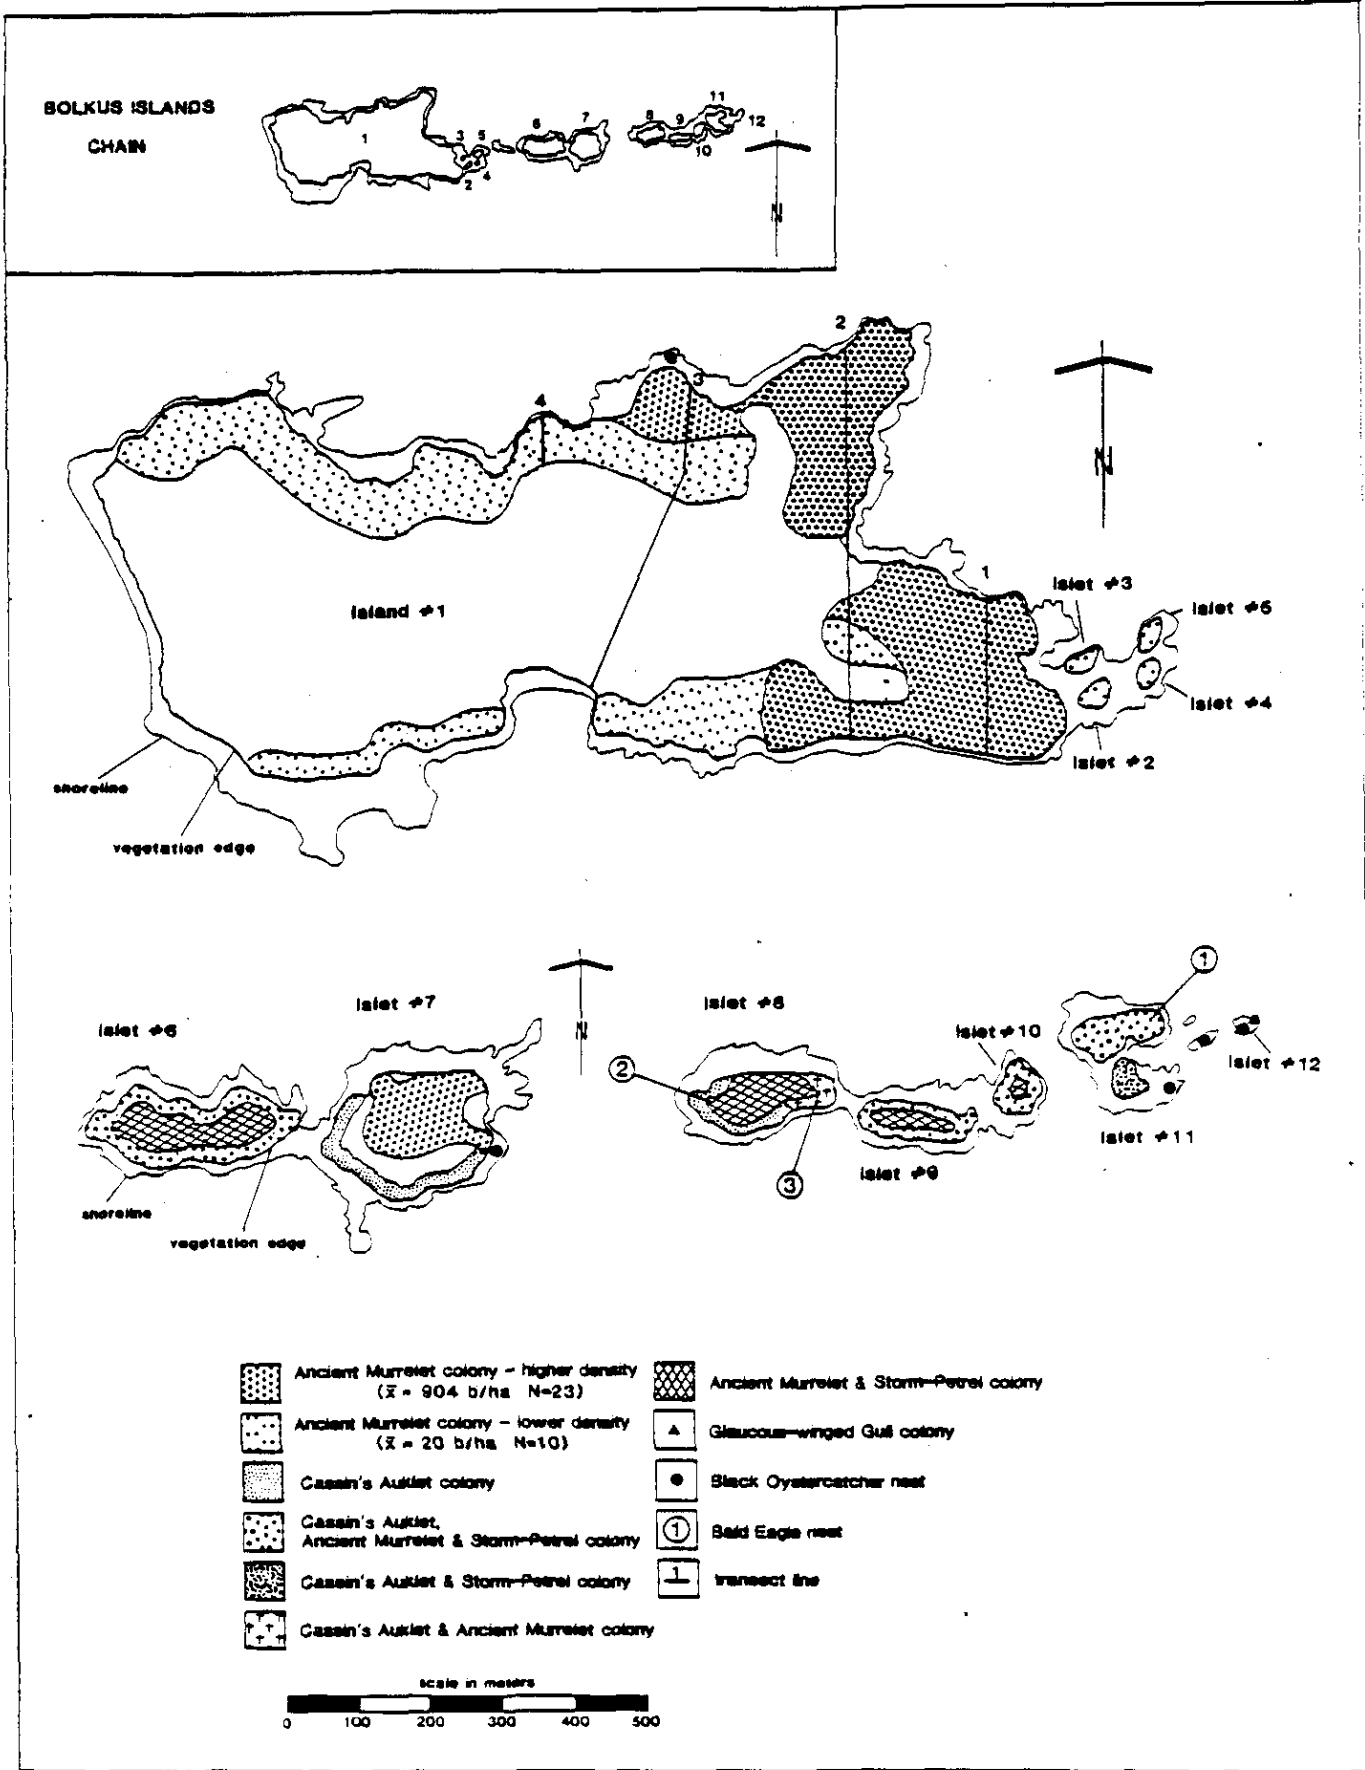 BOLKUS ISLANDS
CHAIN
1
2
3
4
5
6
7
8
9
10
11
12
N
2
3
4
1
N
Islet #3
Islet #5
Island #1
Islet #4
Islet #2
shoreline
vegetation edge
1
Islet #7
Islet #8
Islet #6
N
Islet #10
Islet #12
2
Islet #11
3
Islet #9
shoreline
vegetation edge
Ancient Murrelet colony - higher density
(x̄ = 904 b/ha N=23)
Ancient Murrelet colony - lower density
(x̄ = 20 b/ha N=10)
Cassin's Auklet colony
Cassin's Auklet,
Ancient Murrelet & Storm-Petrel colony
Cassin's Auklet & Storm-Petrel colony
Cassin's Auklet & Ancient Murrelet colony
Ancient Murrelet & Storm-Petrel colony
Glaucous-winged Gull colony
Black Oystercatcher nest
1 Bald Eagle nest
1 transect line
scale in meters
0 100 200 300 400 500